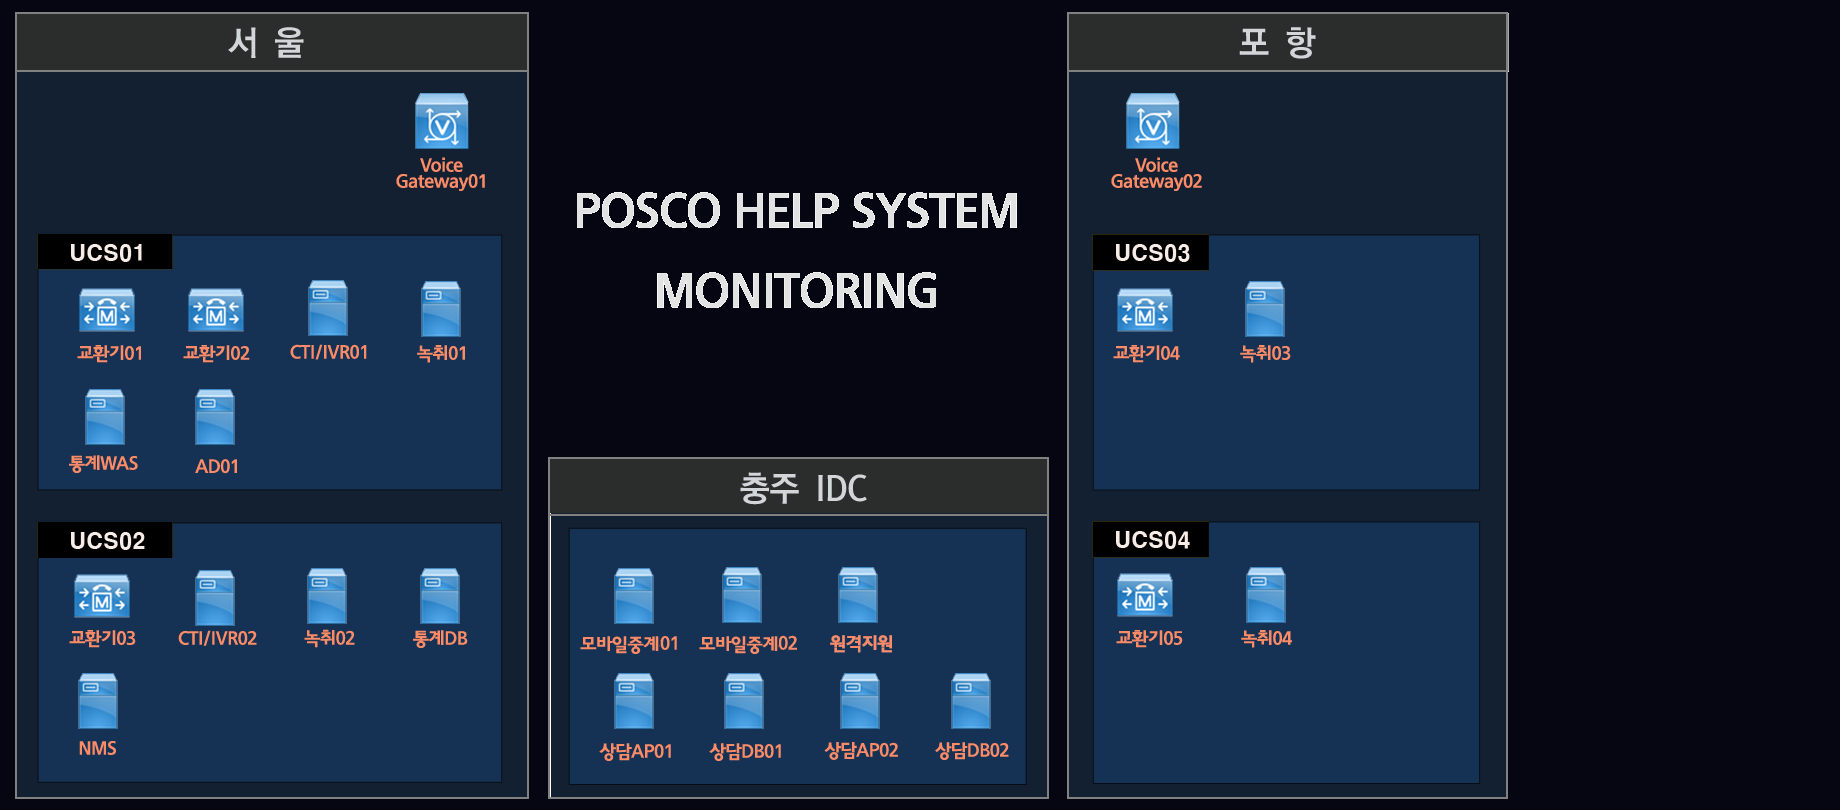 서 울
Voice
Gateway01
UCS01
교환기01
교환기02
CTI/IVR01
녹취01
통계WAS
AD01
UCS02
교환기03
CTI/IVR02
녹취02
통계DB
NMS
POSCO HELP SYSTEM
MONITORING
충주 IDC
모바일중계01
모바일중계02
원격지원
상담AP01
상담DB01
상담AP02
상담DB02
포 항
Voice
Gateway02
UCS03
교환기04
녹취03
UCS04
교환기05
녹취04